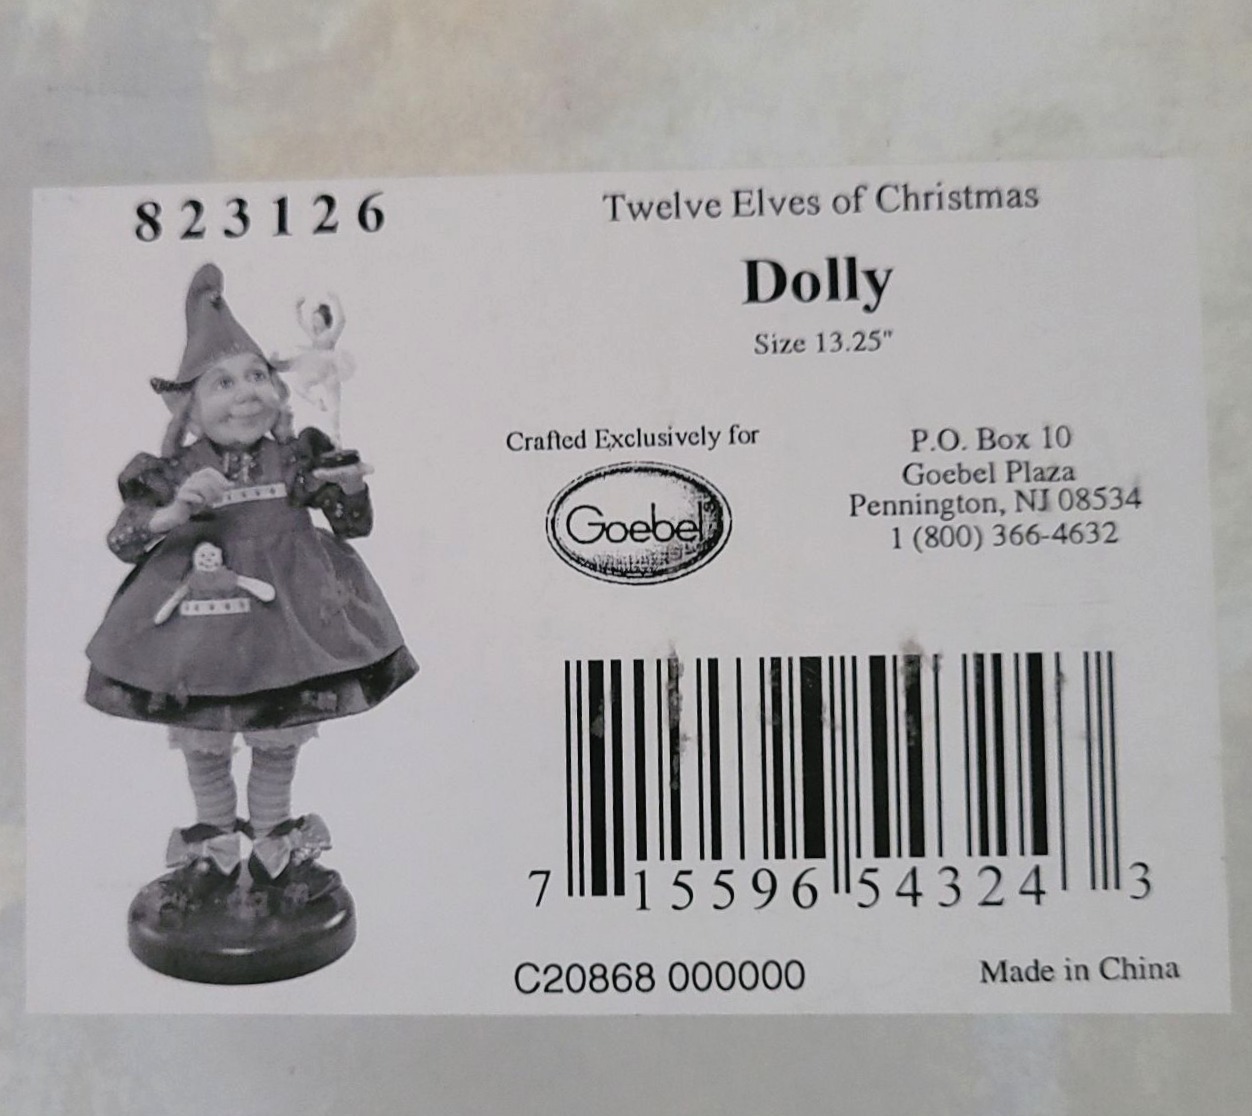 823126
Twelve Elves of Christmas
Dolly
Size 13.25"
Crafted Exclusively for
Goebel®
P.O. Box 10
Goebel Plaza
Pennington, NJ 08534
1 (800) 366-4632
7 15596 54324 3
C20868 000000
Made in China